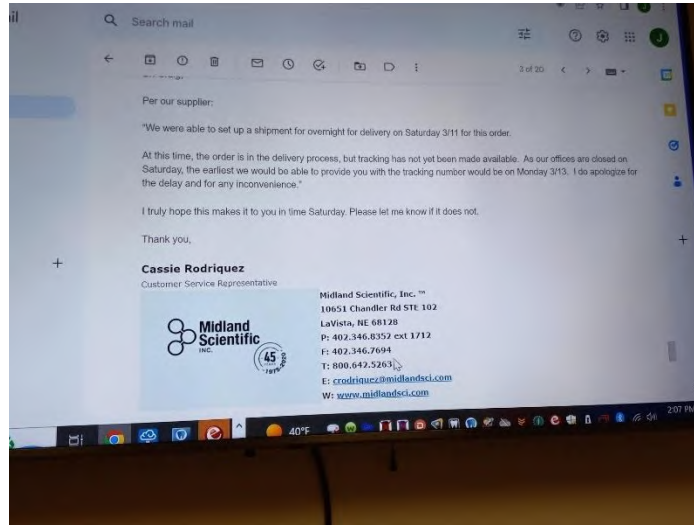 ail
Search mail
J
3 of 20
Per our supplier:
"We were able to set up a shipment for overnight for delivery on Saturday 3/11 for this order.
At this time, the order is in the delivery process, but tracking has not yet been made available. As our offices are closed on
Saturday, the earliest we would be able to provide you with the tracking number would be on Monday 3/13. I do apologize for
the delay and for any inconvenience."
I truly hope this makes it to you in time Saturday. Please let me know if it does not.
Thank you,
Cassie Rodriquez
Customer Service Representative
Midland
Scientific
INC.
45
1975-2020
Midland Scientific, Inc. ™
10651 Chandler Rd STE 102
LaVista, NE 68128
P: 402.346.8352 ext 1712
F: 402.346.7694
T: 800.642.5263
E: crodriquez@midlandsci.com
W: www.midlandsci.com
40°F
2:07 PM